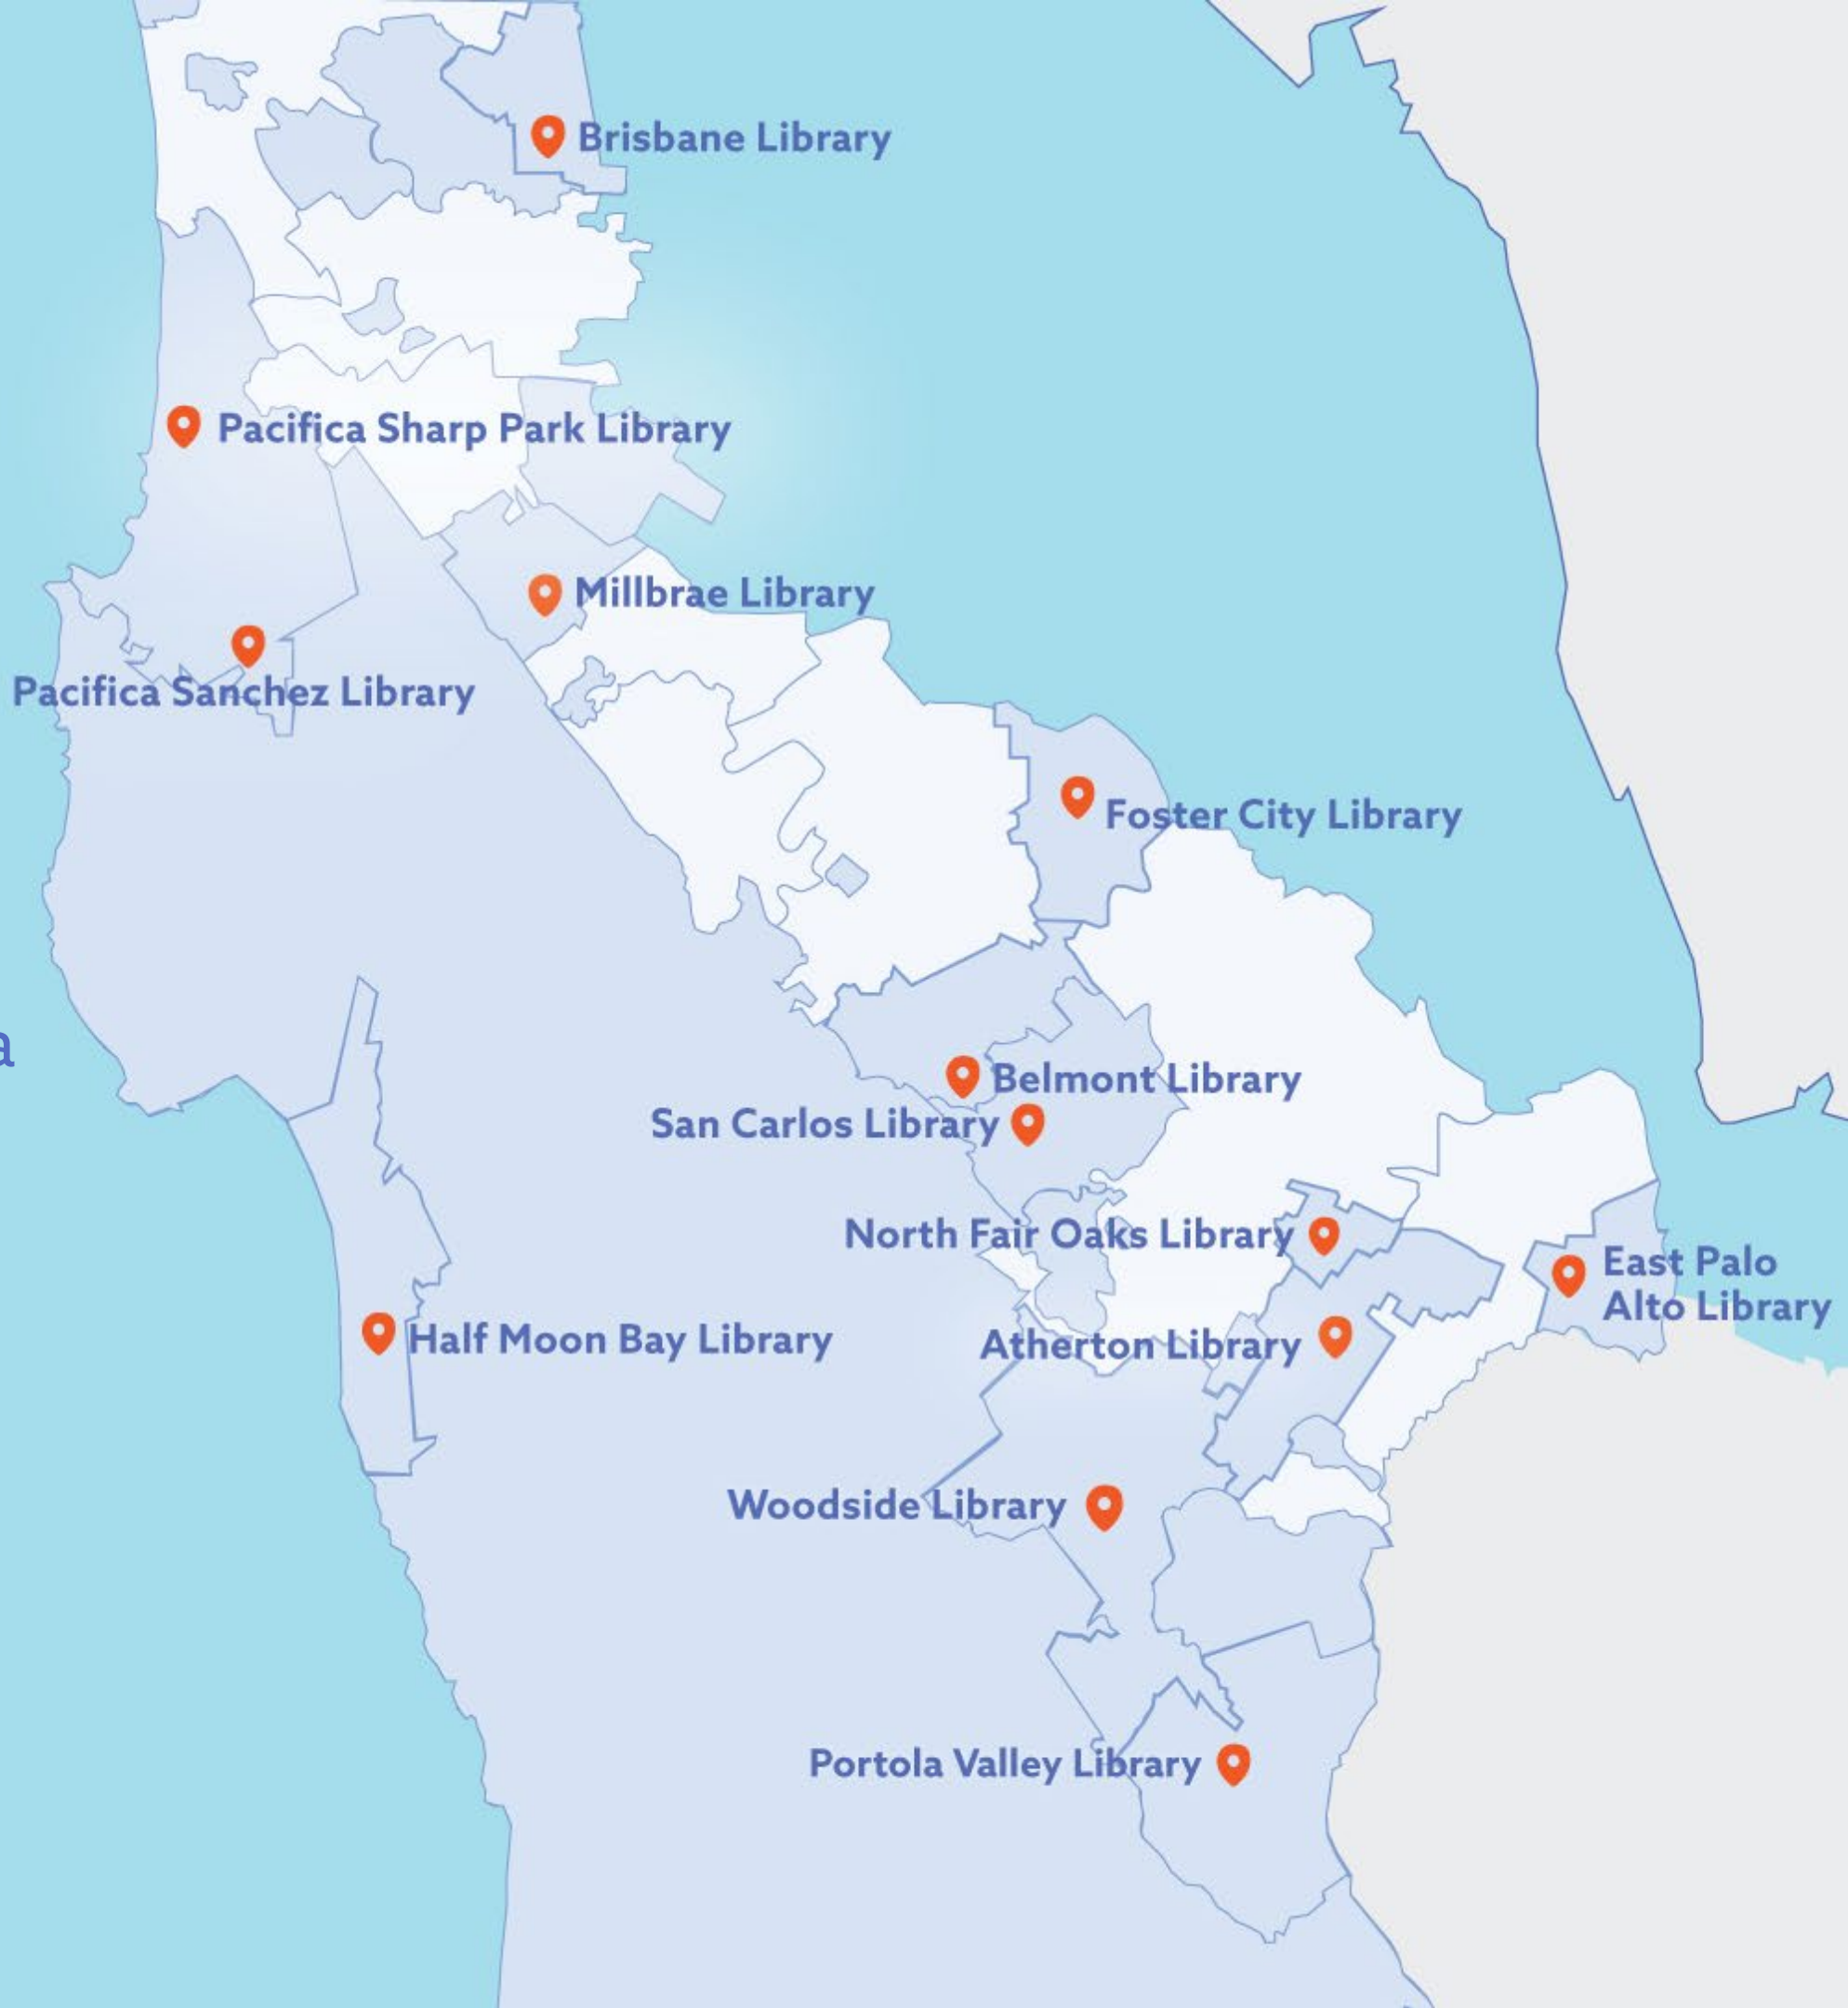 Brisbane Library
Pacifica Sharp Park Library
Millbrae Library
Pacifica Sanchez Library
Foster City Library
a
Belmont Library
San Carlos Library
North Fair Oaks Library
East Palo
Alto Library
Half Moon Bay Library
Atherton Library
Woodside Library
Portola Valley Library